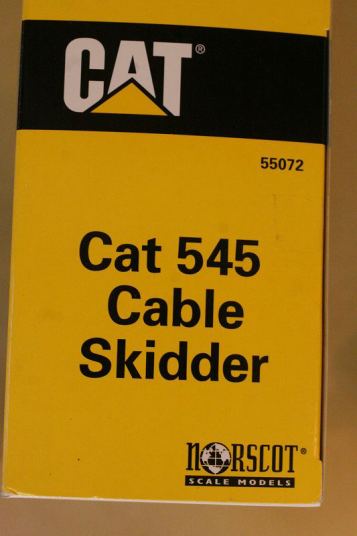 CAT®
55072
Cat 545
Cable
Skidder
NORSCOT®
SCALE MODELS